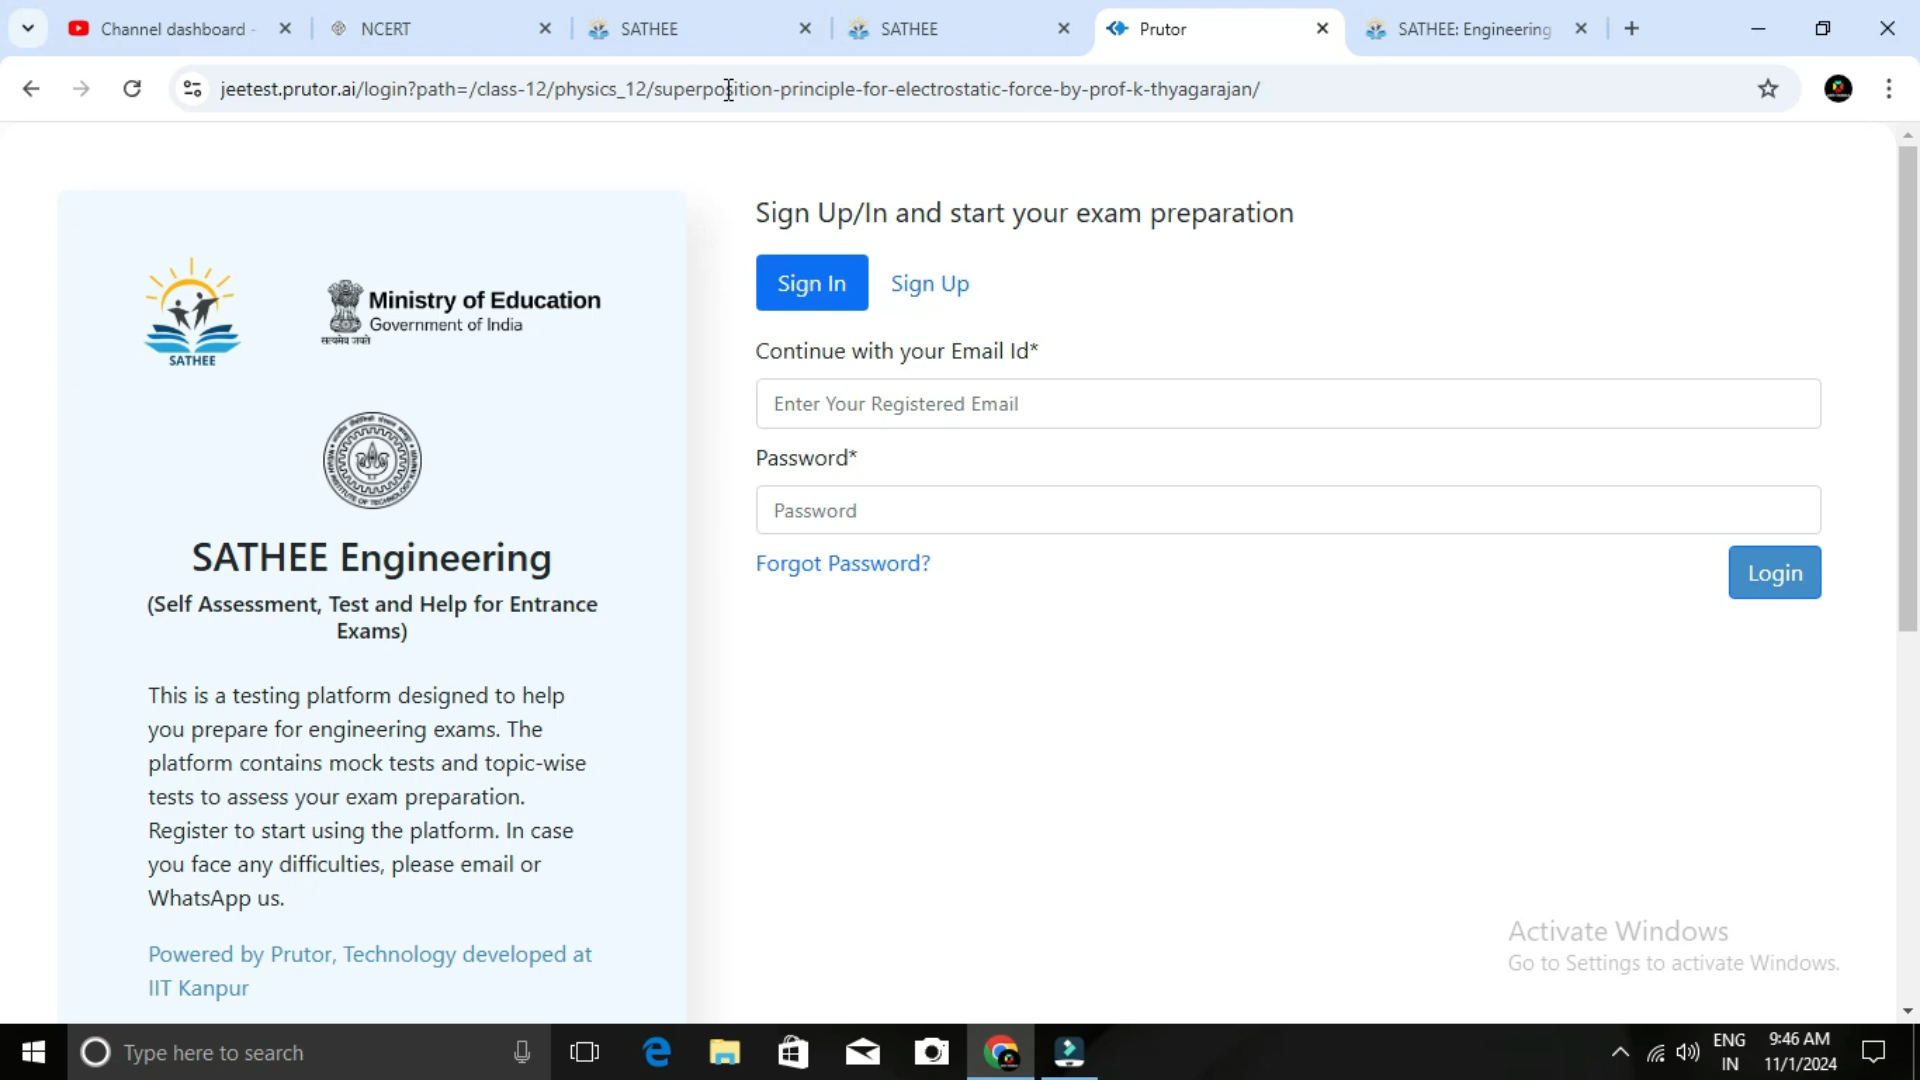 Channel dashboard -
NCERT
SATHEE
SATHEE
Prutor
SATHEE: Engineering
jeetest.prutor.ai/login?path=/class-12/physics_12/superposition-principle-for-electrostatic-force-by-prof-k-thyagarajan/
SATHEE
Ministry of Education
Government of India
सत्यमेव जयते
SATHEE Engineering
(Self Assessment, Test and Help for Entrance
Exams)
This is a testing platform designed to help
you prepare for engineering exams. The
platform contains mock tests and topic-wise
tests to assess your exam preparation.
Register to start using the platform. In case
you face any difficulties, please email or
WhatsApp us.
Powered by Prutor, Technology developed at
IIT Kanpur
Sign Up/In and start your exam preparation
Sign In
Sign Up
Continue with your Email Id*
Enter Your Registered Email
Password*
Password
Forgot Password?
Login
Activate Windows
Go to Settings to activate Windows.
Type here to search
ENG
IN
9:46 AM
11/1/2024